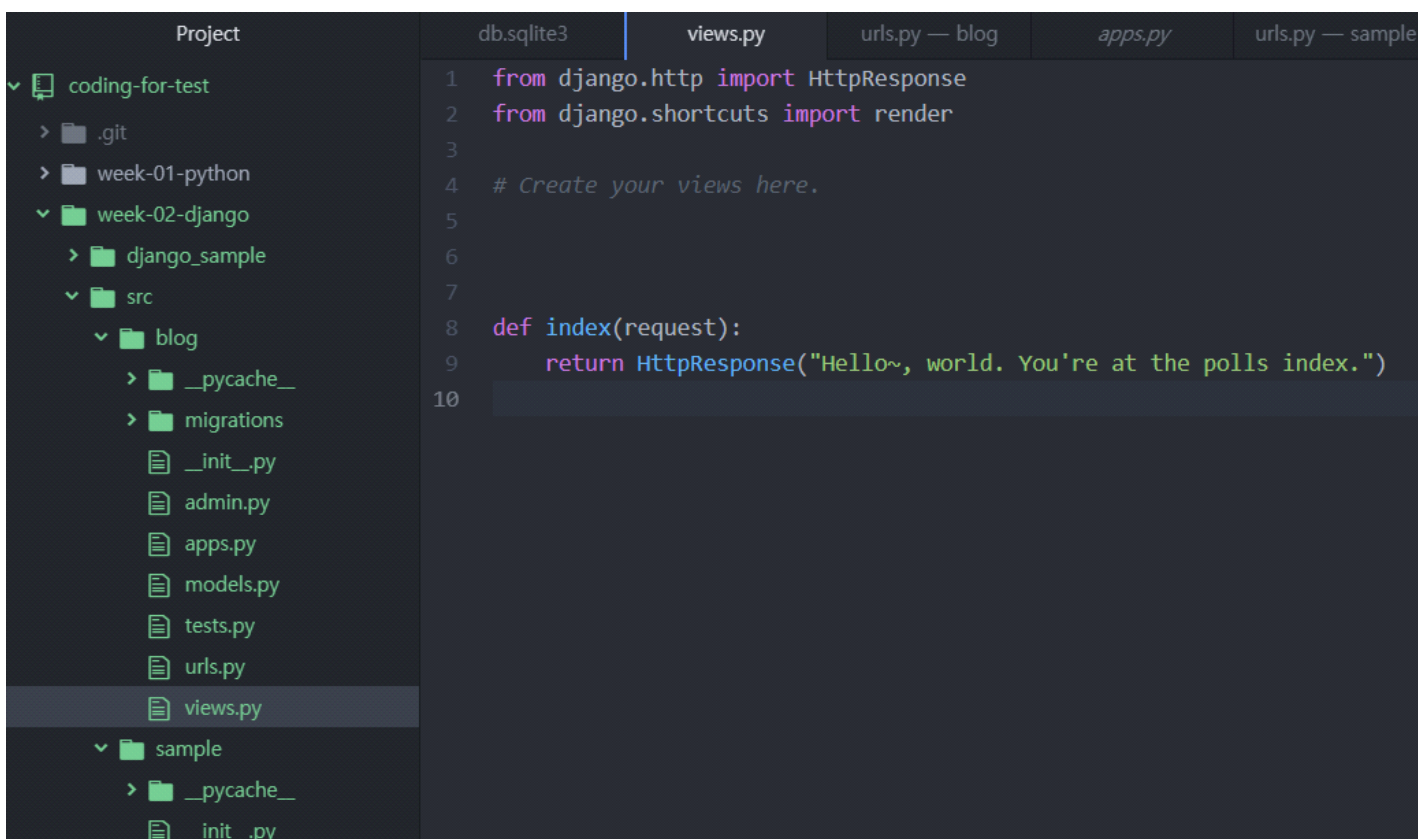 Project
coding-for-test
.git
week-01-python
week-02-django
django_sample
src
blog
__pycache__
migrations
__init__.py
admin.py
apps.py
models.py
tests.py
urls.py
views.py
sample
__pycache__
__init__.py
db.sqlite3 views.py urls.py — blog apps.py urls.py — sample
1 from django.http import HttpResponse
2 from django.shortcuts import render
3
4 # Create your views here.
5
6
7
8 def index(request):
9     return HttpResponse("Hello~, world. You're at the polls index.")
10